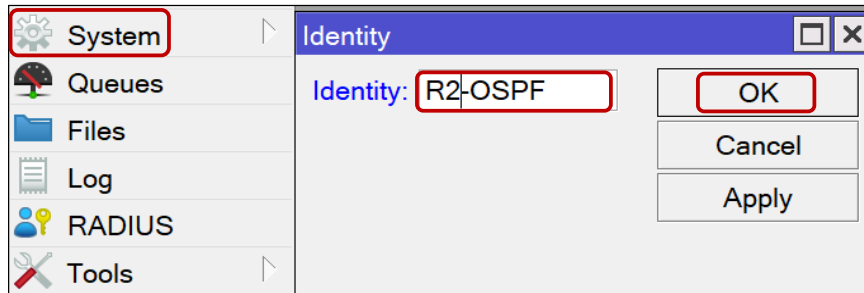 System
Queues
Files
Log
RADIUS
Tools
Identity
Identity: R2-OSPF
OK
Cancel
Apply